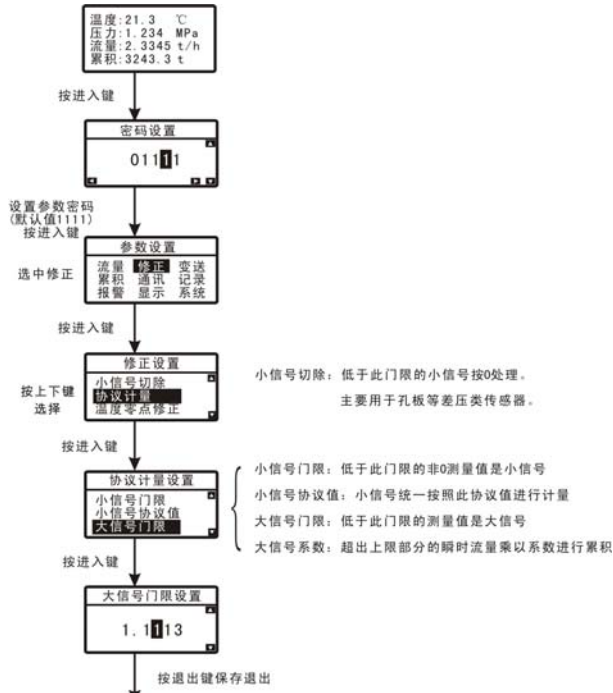 温度:21.3 ℃
压力:1.234 MPa
流量:2.3345 t/h
累积:3243.3 t
按进入键
密码设置
01111
设置参数密码
(默认值1111)
按进入键
参数设置
选中修正
流量 修正 变送
累积 通讯 记录
报警 显示 系统
按进入键
修正设置
小信号切除
协议计量
温度零点修正
按上下键
选择
小信号切除：低于此门限的小信号按0处理。
主要用于孔板等差压类传感器。
按进入键
协议计量设置
小信号门限
小信号协议值
大信号门限
小信号门限：低于此门限的非0测量值是小信号
小信号协议值：小信号统一按照此协议值进行计量
大信号门限：低于此门限的测量值是大信号
大信号系数：超出上限部分的瞬时流量乘以系数进行累积
按进入键
大信号门限设置
1.1113
按退出键保存退出